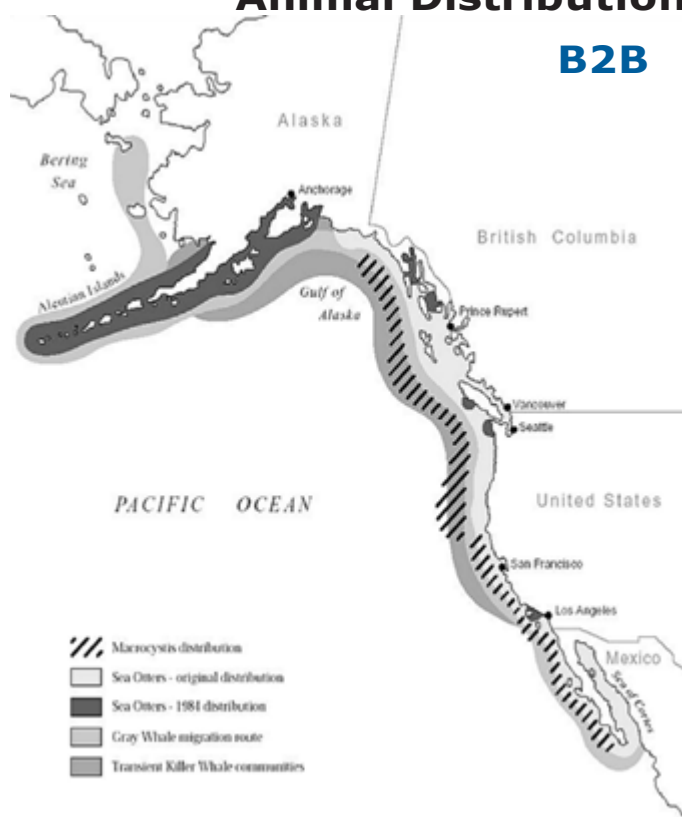 Animal Distribution
B2B
Alaska
Bering
Sea
Anchorage
British Columbia
Aleutian Islands
Gulf of
Alaska
Prince Rupert
Vancouver
Seattle
PACIFIC OCEAN
United States
San Francisco
Los Angeles
Macrocystis distribution
Mexico
Sea Otters - original distribution
Sea of Cortes
Sea Otters - 1984 distribution
Gray Whale migration route
Transient Killer Whale communities